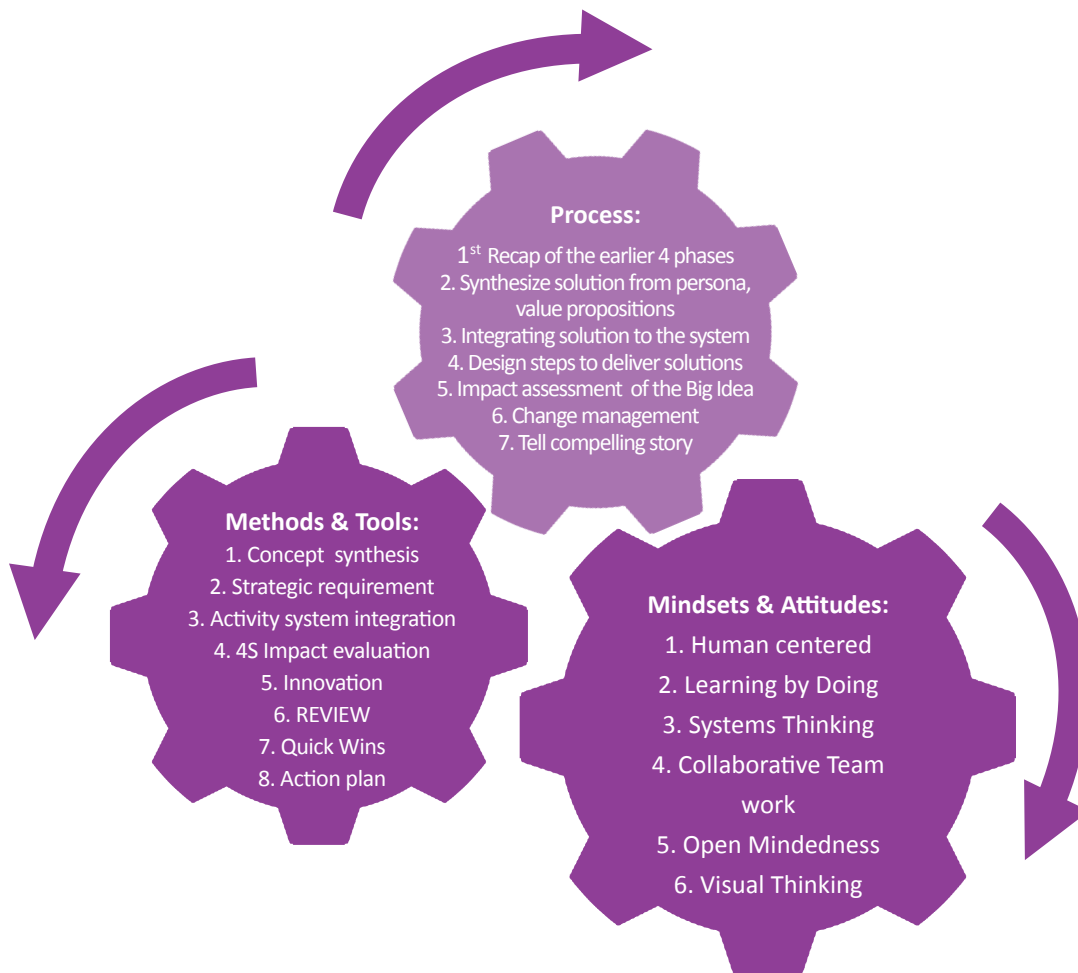 Process:
1st Recap of the earlier 4 phases
2. Synthesize solution from persona,
value propositions
3. Integrating solution to the system
4. Design steps to deliver solutions
5. Impact assessment of the Big Idea
6. Change management
7. Tell compelling story
Methods & Tools:
1. Concept synthesis
2. Strategic requirement
3. Activity system integration
4. 4S Impact evaluation
5. Innovation
6. REVIEW
7. Quick Wins
8. Action plan
Mindsets & Attitudes:
1. Human centered
2. Learning by Doing
3. Systems Thinking
4. Collaborative Team
work
5. Open Mindedness
6. Visual Thinking